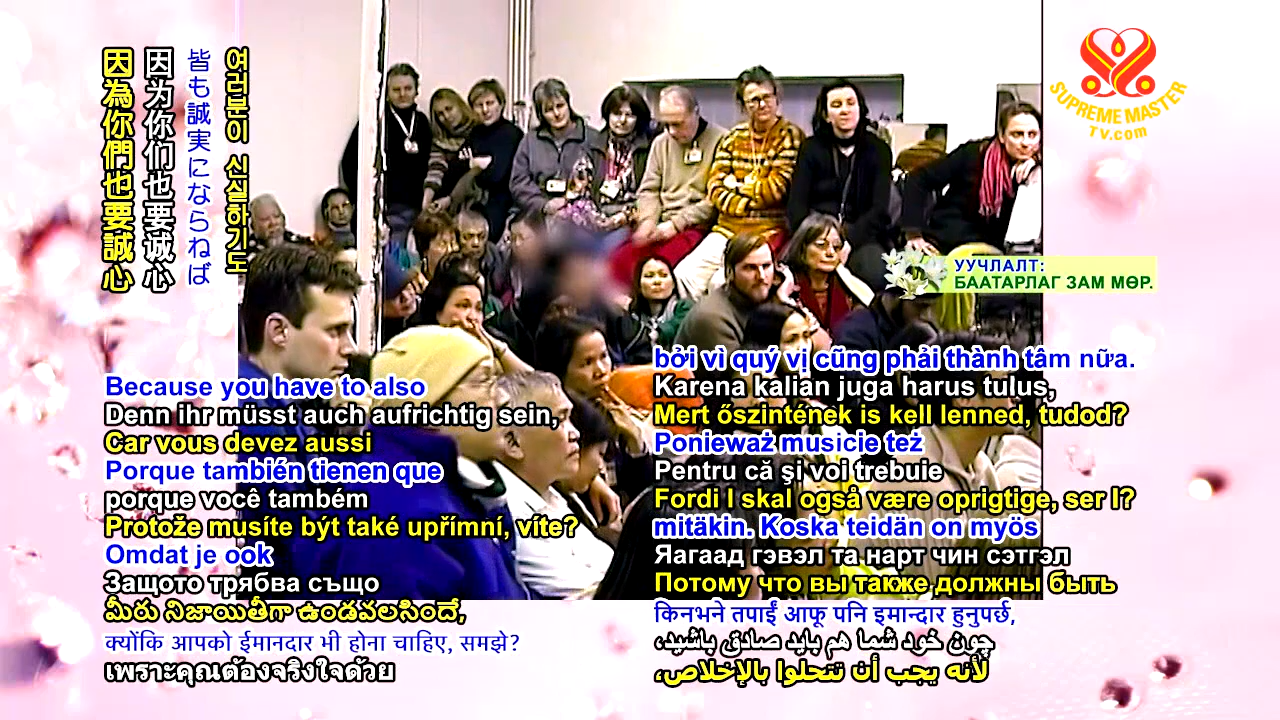 여러분이 신실하기도
皆も誠実にならねば
因为你们也要诚心
因為你們也要誠心
SUPREME MASTER
TV.com
УУЧЛАЛТ:
БААТАРЛАГ ЗАМ МӨР.
Because you have to also
Denn ihr müsst auch aufrichtig sein,
Car vous devez aussi
Porque también tienen que
porque você também
Protože musíte být také upřímní, víte?
Omdat je ook
Защото трябва също
మీరు నిజాయితీగా ఉండవలసిందే,
क्योंकि आपको ईमानदार भी होना चाहिए, समझे?
เพราะคุณต้องจริงใจด้วย
bởi vì quý vị cũng phải thành tâm nữa.
Karena kalian juga harus tulus,
Mert őszintének is kell lenned, tudod?
Ponieważ musicie też
Pentru că şi voi trebuie
Fordi I skal også være oprigtige, ser I?
mitäkin. Koska teidän on myös
Яагаад гэвэл та нарт чин сэтгэл
Потому что вы также должны быть
किनभने तपाईं आफू पनि इमान्दार हुनुपर्छ,
چون خود شما هم باید صادق باشید،
لأنه يجب أن تتحلوا بالإخلاص،